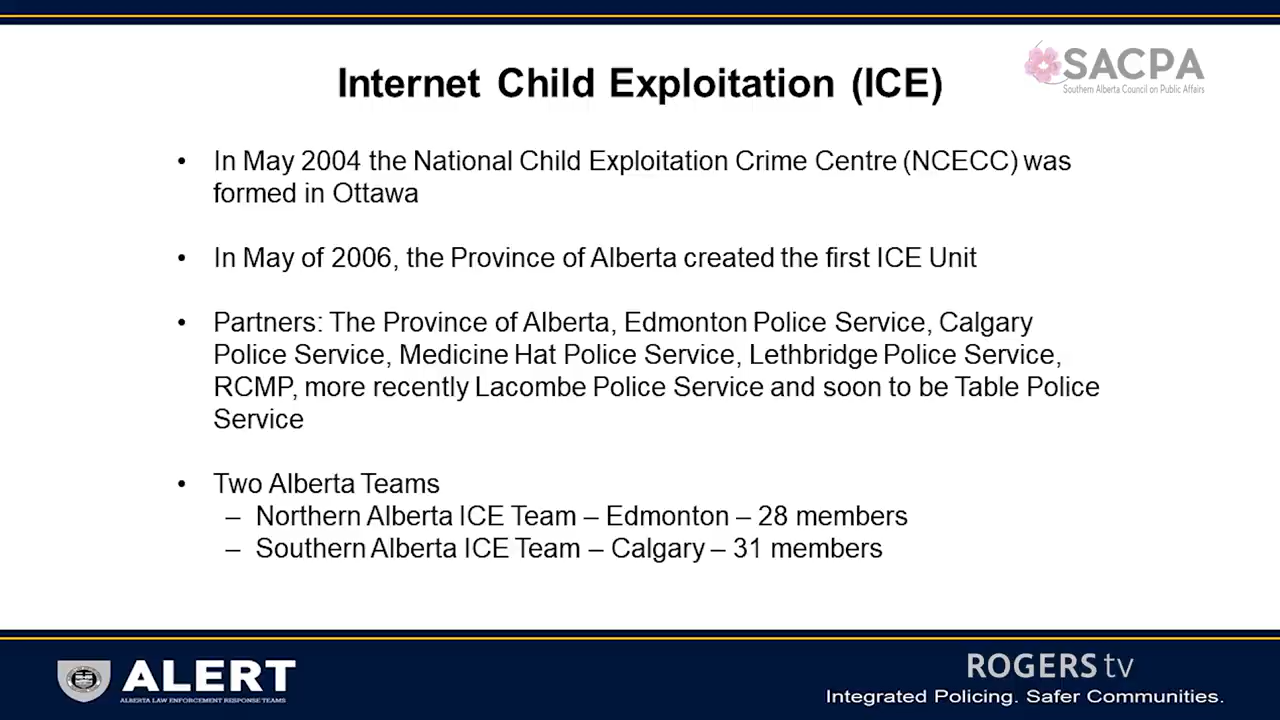 SACPA
Southern Alberta Council on Public Affairs
Internet Child Exploitation (ICE)
• In May 2004 the National Child Exploitation Crime Centre (NCECC) was
formed in Ottawa
• In May of 2006, the Province of Alberta created the first ICE Unit
• Partners: The Province of Alberta, Edmonton Police Service, Calgary
Police Service, Medicine Hat Police Service, Lethbridge Police Service,
RCMP, more recently Lacombe Police Service and soon to be Table Police
Service
• Two Alberta Teams
– Northern Alberta ICE Team – Edmonton – 28 members
– Southern Alberta ICE Team – Calgary – 31 members
ALERT
ALBERTA LAW ENFORCEMENT RESPONSE TEAMS
ROGERS tv
Integrated Policing. Safer Communities.